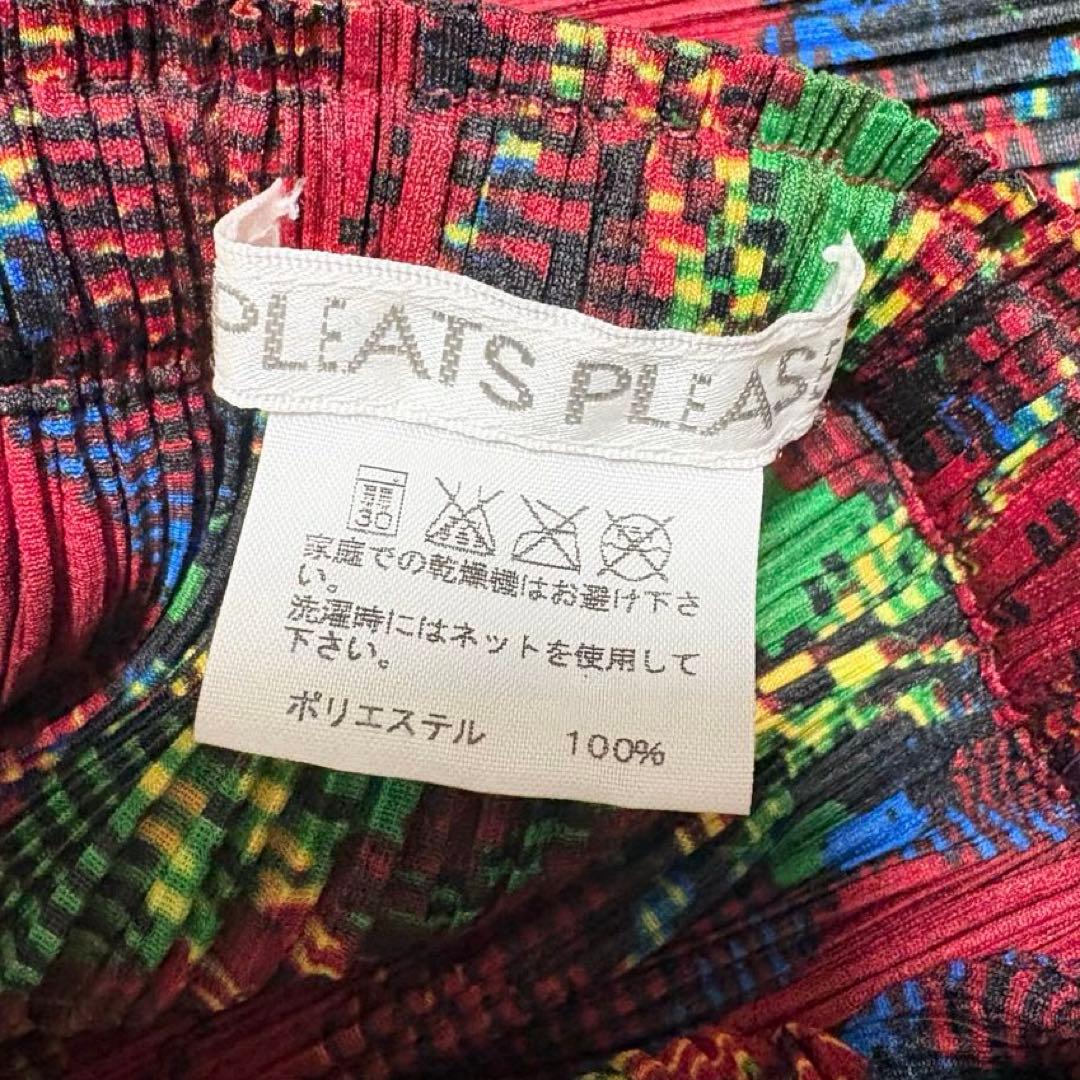 PLEATS PLEASE
30
家庭での乾燥機はお避け下さ
い。
洗濯時にはネットを使用して
下さい。
ポリエステル 100%